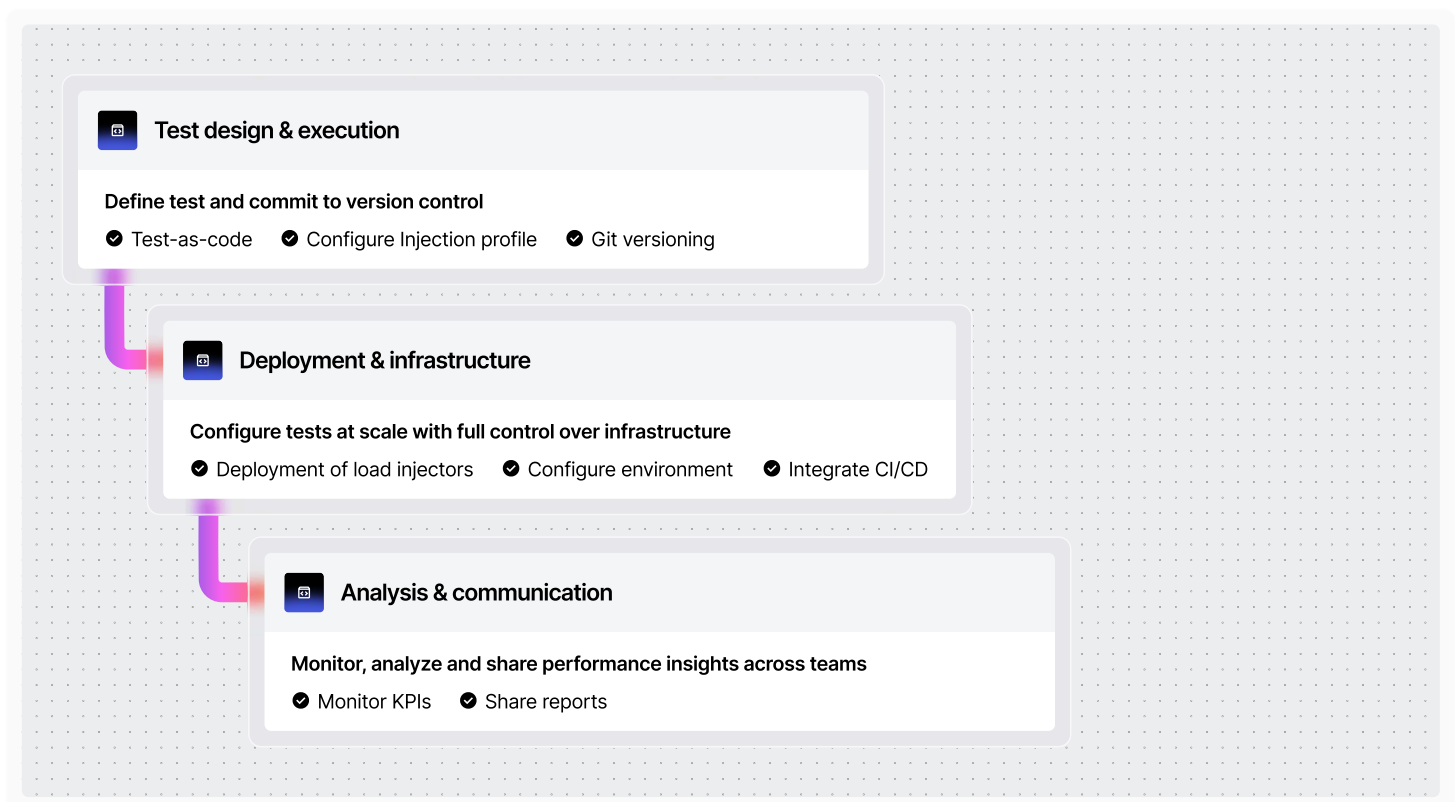 Test design & execution
Define test and commit to version control
Test-as-code Configure Injection profile Git versioning
Deployment & infrastructure
Configure tests at scale with full control over infrastructure
Deployment of load injectors Configure environment Integrate CI/CD
Analysis & communication
Monitor, analyze and share performance insights across teams
Monitor KPIs Share reports